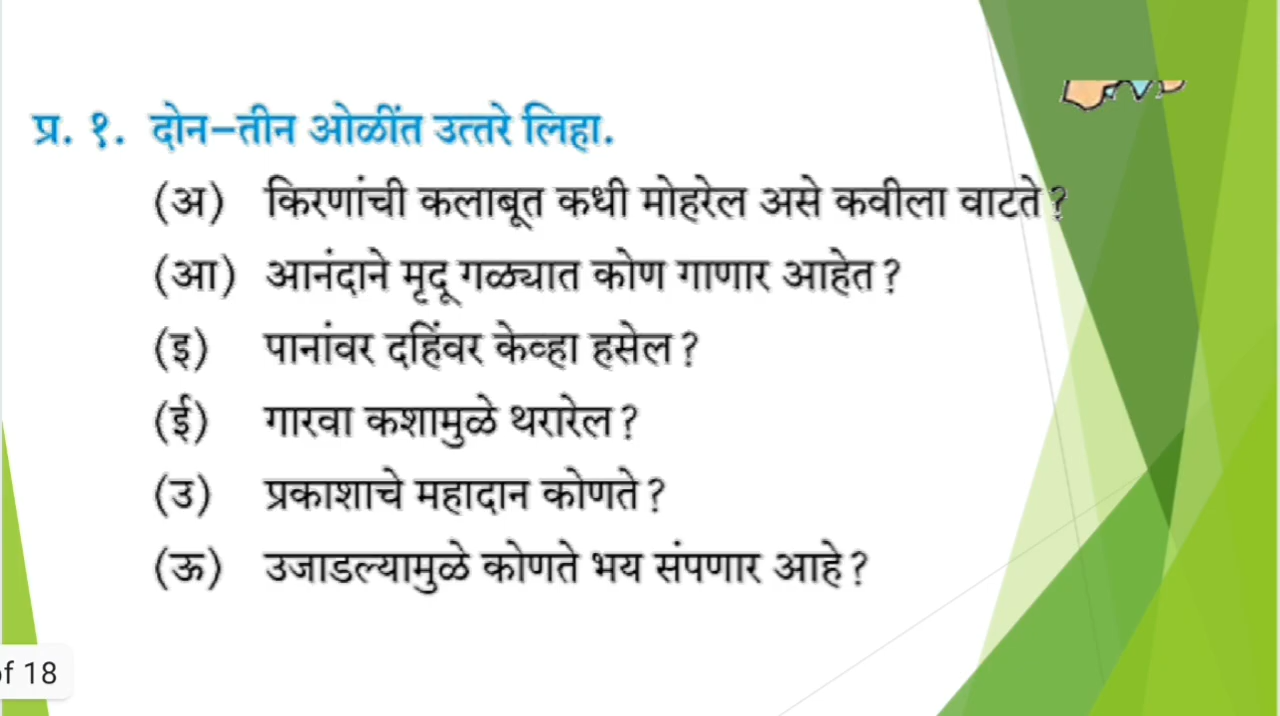 प्र. १. दोन–तीन ओळींत उत्तरे लिहा.
(अ) किरणांची कलाबूत कधी मोहरेल असे कवीला वाटते ?
(आ) आनंदाने मृदू गळ्यात कोण गाणार आहेत ?
(इ) पानांवर दहिंवर केव्हा हसेल ?
(ई) गारवा कशामुळे थरारेल ?
(उ) प्रकाशाचे महादान कोणते ?
(ऊ) उजाडल्यामुळे कोणते भय संपणार आहे ?
of 18